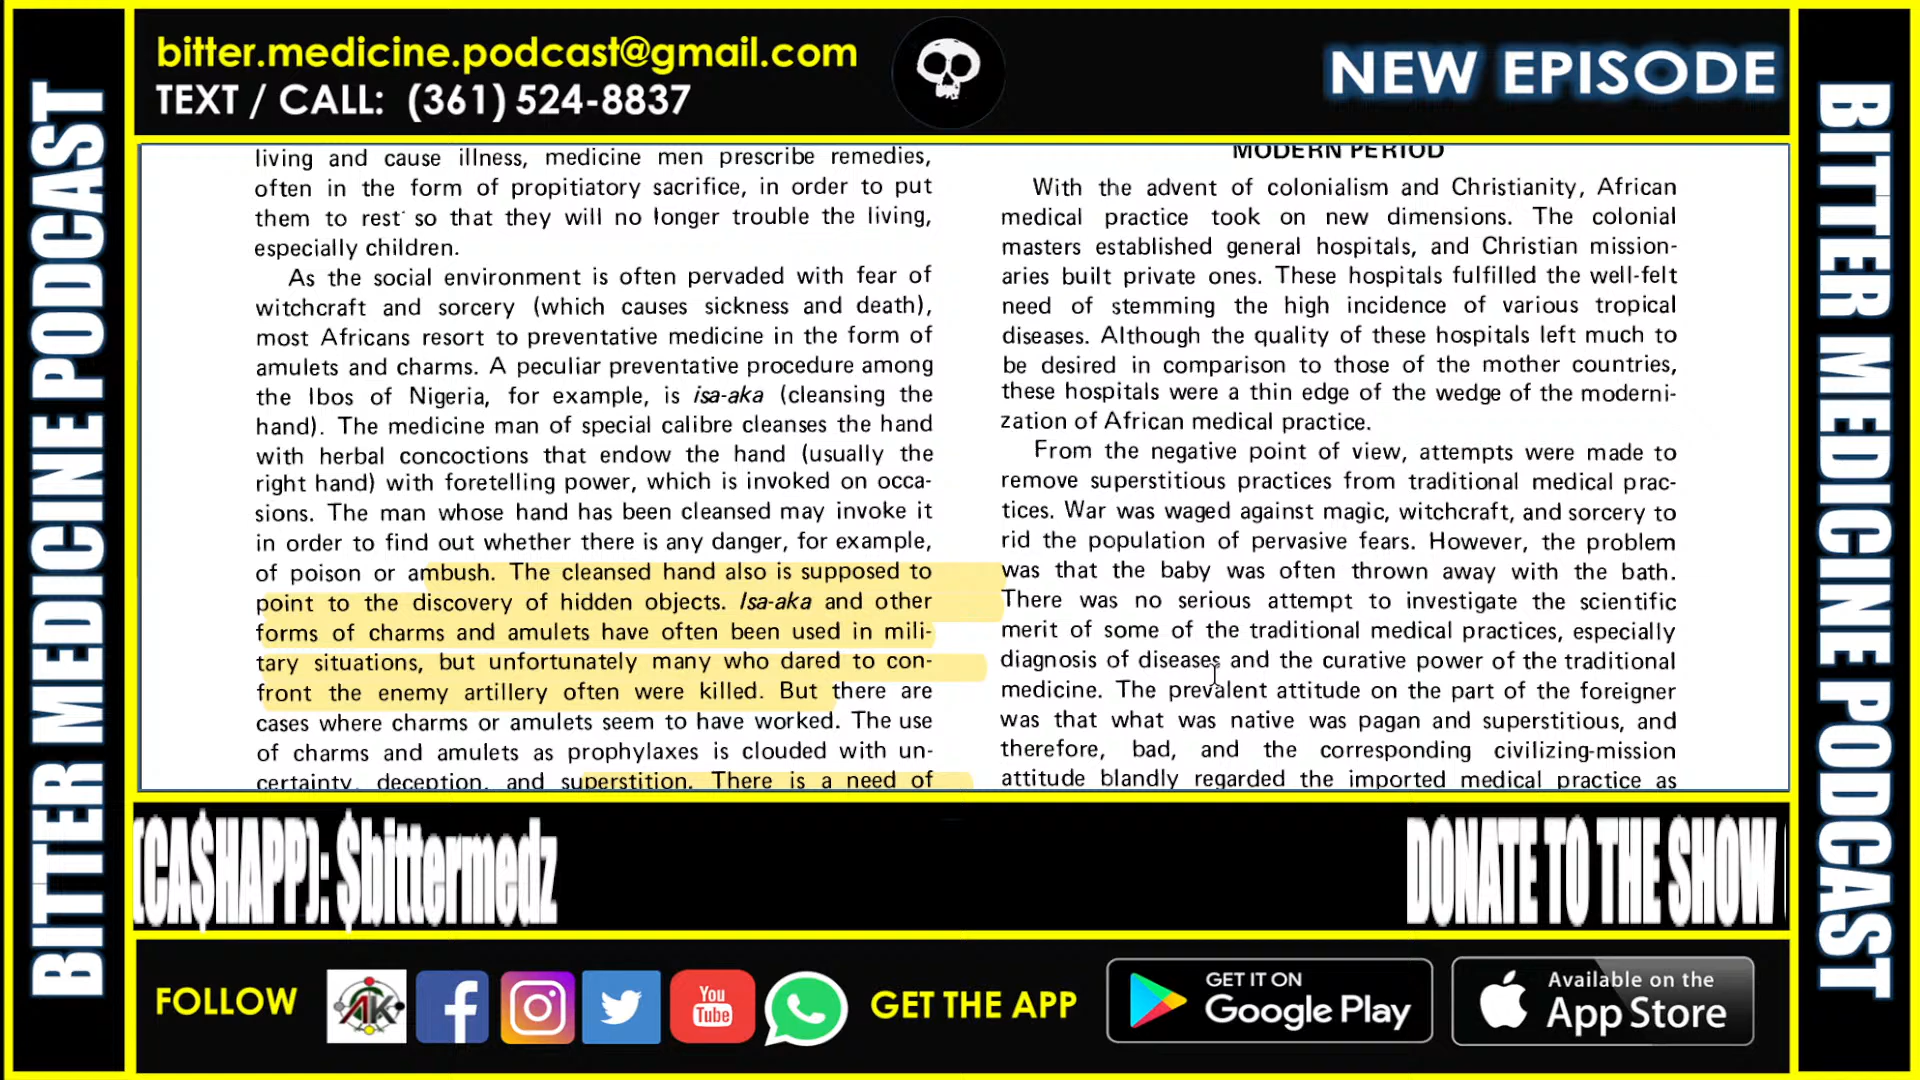 bitter.medicine.podcast@gmail.com
TEXT / CALL: (361) 524-8837
NEW EPISODE
BITTER MEDICINE PODCAST
living and cause illness, medicine men prescribe remedies,
often in the form of propitiatory sacrifice, in order to put
them to rest so that they will no longer trouble the living,
especially children.
As the social environment is often pervaded with fear of
witchcraft and sorcery (which causes sickness and death),
most Africans resort to preventative medicine in the form of
amulets and charms. A peculiar preventative procedure among
the Ibos of Nigeria, for example, is isa-aka (cleansing the
hand). The medicine man of special calibre cleanses the hand
with herbal concoctions that endow the hand (usually the
right hand) with foretelling power, which is invoked on occa-
sions. The man whose hand has been cleansed may invoke it
in order to find out whether there is any danger, for example,
of poison or ambush. The cleansed hand also is supposed to
point to the discovery of hidden objects. Isa-aka and other
forms of charms and amulets have often been used in mili-
tary situations, but unfortunately many who dared to con-
front the enemy artillery often were killed. But there are
cases where charms or amulets seem to have worked. The use
of charms and amulets as prophylaxes is clouded with un-
certainty, deception, and superstition. There is a need of
MODERN PERIOD
With the advent of colonialism and Christianity, African
medical practice took on new dimensions. The colonial
masters established general hospitals, and Christian mission-
aries built private ones. These hospitals fulfilled the well-felt
need of stemming the high incidence of various tropical
diseases. Although the quality of these hospitals left much to
be desired in comparison to those of the mother countries,
these hospitals were a thin edge of the wedge of the moderni-
zation of African medical practice.
From the negative point of view, attempts were made to
remove superstitious practices from traditional medical prac-
tices. War was waged against magic, witchcraft, and sorcery to
rid the population of pervasive fears. However, the problem
was that the baby was often thrown away with the bath.
There was no serious attempt to investigate the scientific
merit of some of the traditional medical practices, especially
diagnosis of diseases and the curative power of the traditional
medicine. The prevalent attitude on the part of the foreigner
was that what was native was pagan and superstitious, and
therefore, bad, and the corresponding civilizing-mission
attitude blandly regarded the imported medical practice as
BITTER MEDICINE PODCAST
(CA$HAPP): $bittermedz
DONATE TO THE SHOW
FOLLOW
AK
You
Tube
GET THE APP
GET IT ON
Google Play
Available on the
App Store